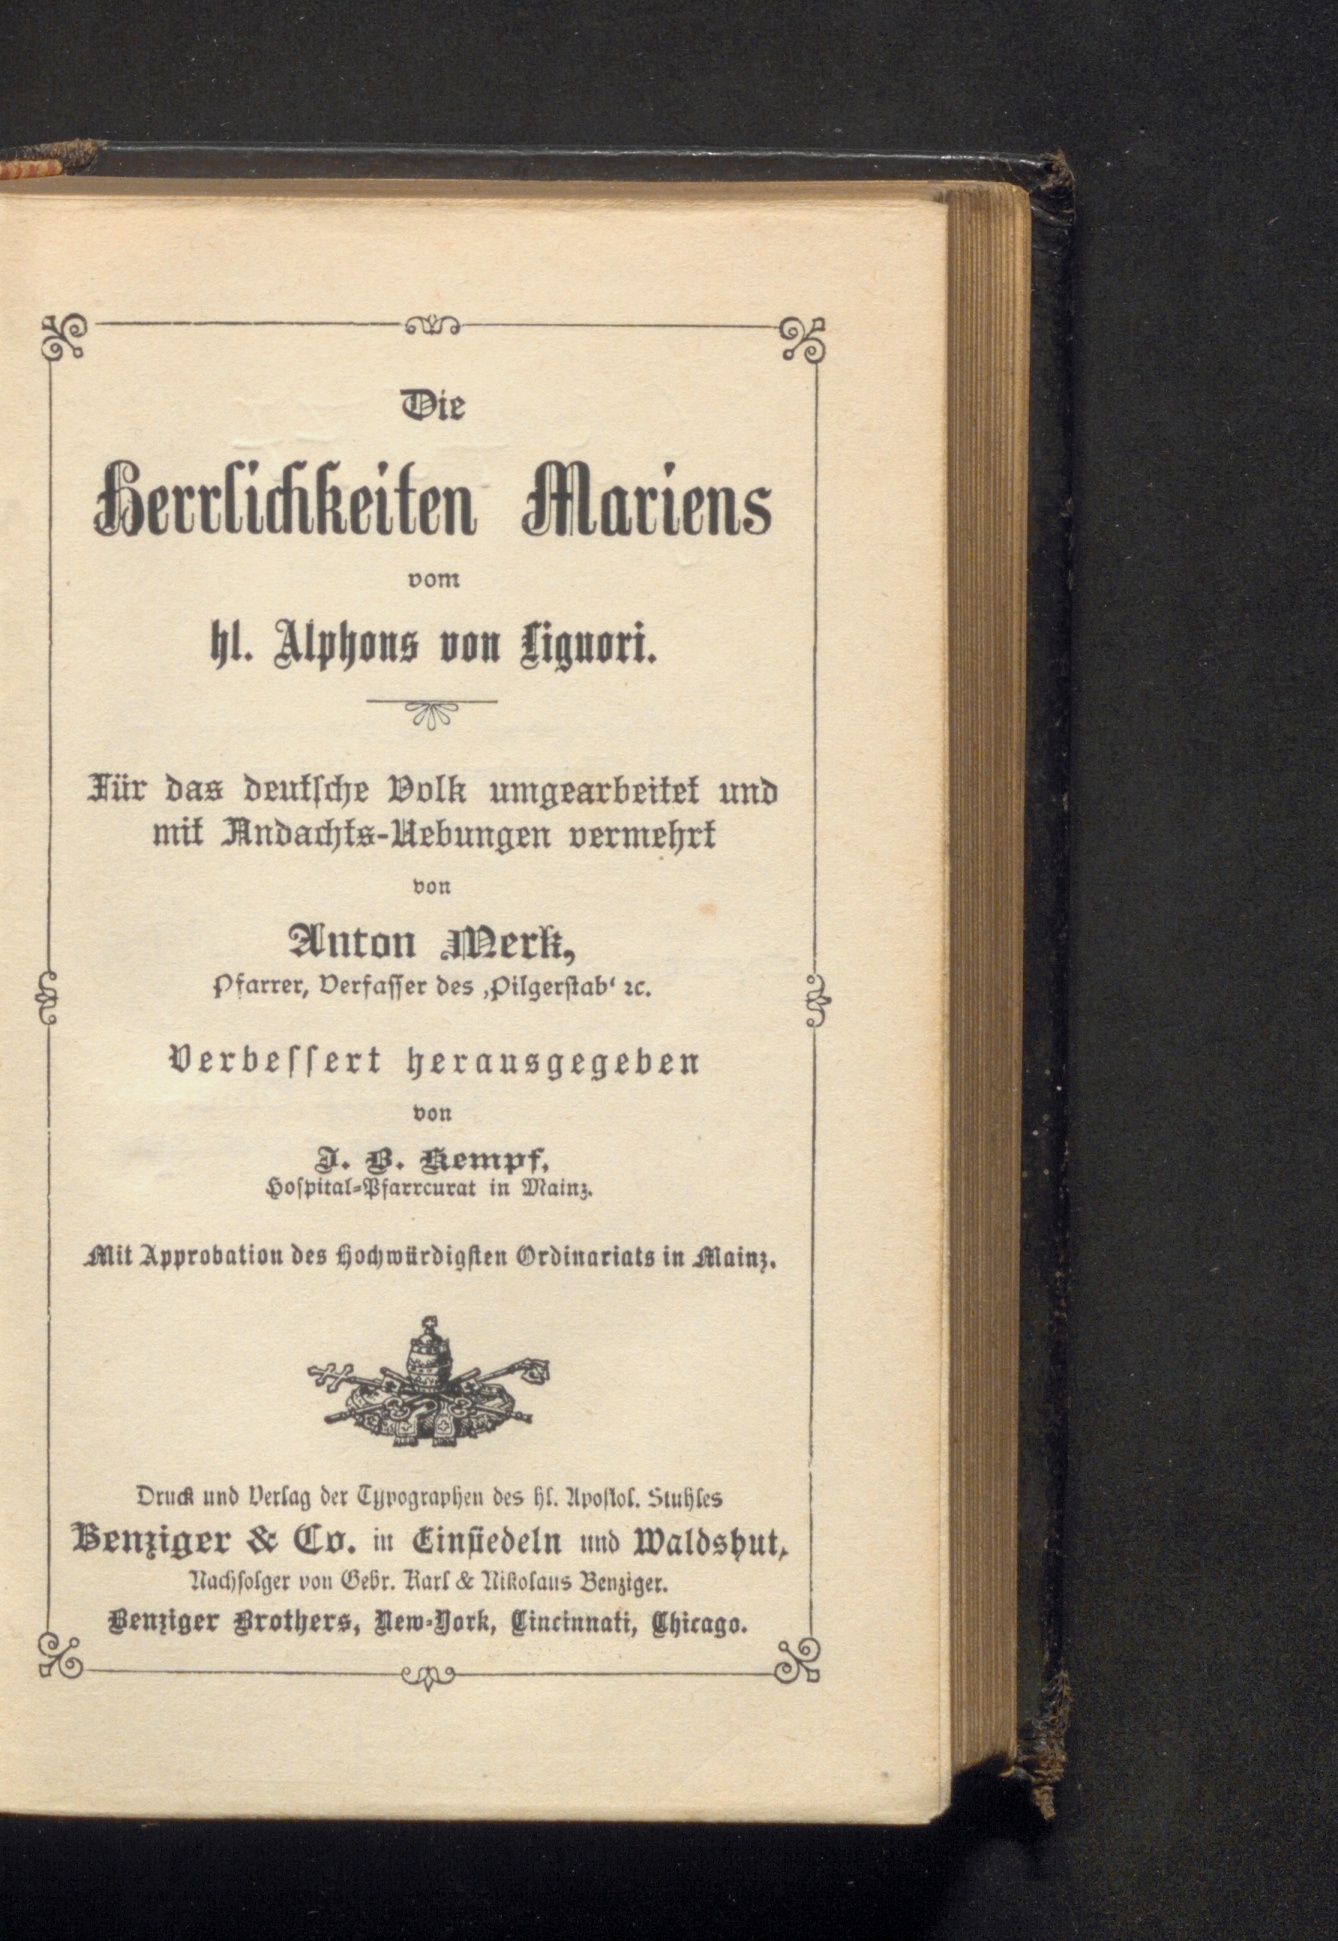 Die
Herrlichkeiten Mariens
vom
hl. Alphons von Liguori.
Für das deutſche Volk umgearbeitet und
mit Andachts-Uebungen vermehrt
von
Anton Merk,
Pfarrer, Verfaſſer des ‚Pilgerſtab‘ ꝛc.
Verbeſſert herausgegeben
von
J. B. Kempf,
Hoſpital-Pfarrcurat in Mainz.
Mit Approbation des Hochwürdigſten Ordinariats in Mainz.
Druck und Verlag der Typographen des hl. Apoſtol. Stuhles
Benziger & Co. in Einſiedeln und Waldshut,
Nachfolger von Gebr. Karl & Nikolaus Benziger.
Benziger Brothers, New-York, Cincinnati, Chicago.